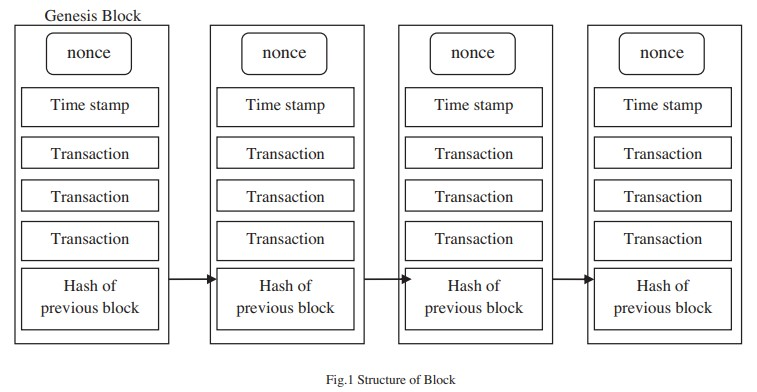 Genesis Block
nonce
Time stamp
Transaction
Transaction
Transaction
Hash of
previous block
nonce
Time stamp
Transaction
Transaction
Transaction
Hash of
previous block
nonce
Time stamp
Transaction
Transaction
Transaction
Hash of
previous block
nonce
Time stamp
Transaction
Transaction
Transaction
Hash of
previous block
Fig.1 Structure of Block